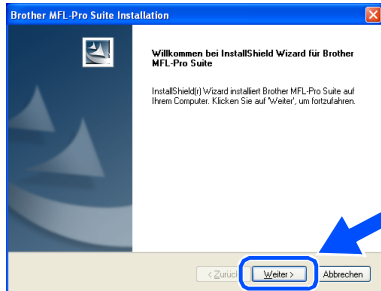 Brother MFL-Pro Suite Installation
Willkommen bei InstallShield Wizard für Brother
MFL-Pro Suite
InstallShield(r) Wizard installiert Brother MFL-Pro Suite auf
Ihrem Computer. Klicken Sie auf 'Weiter', um fortzufahren.
< Zurück Weiter > Abbrechen